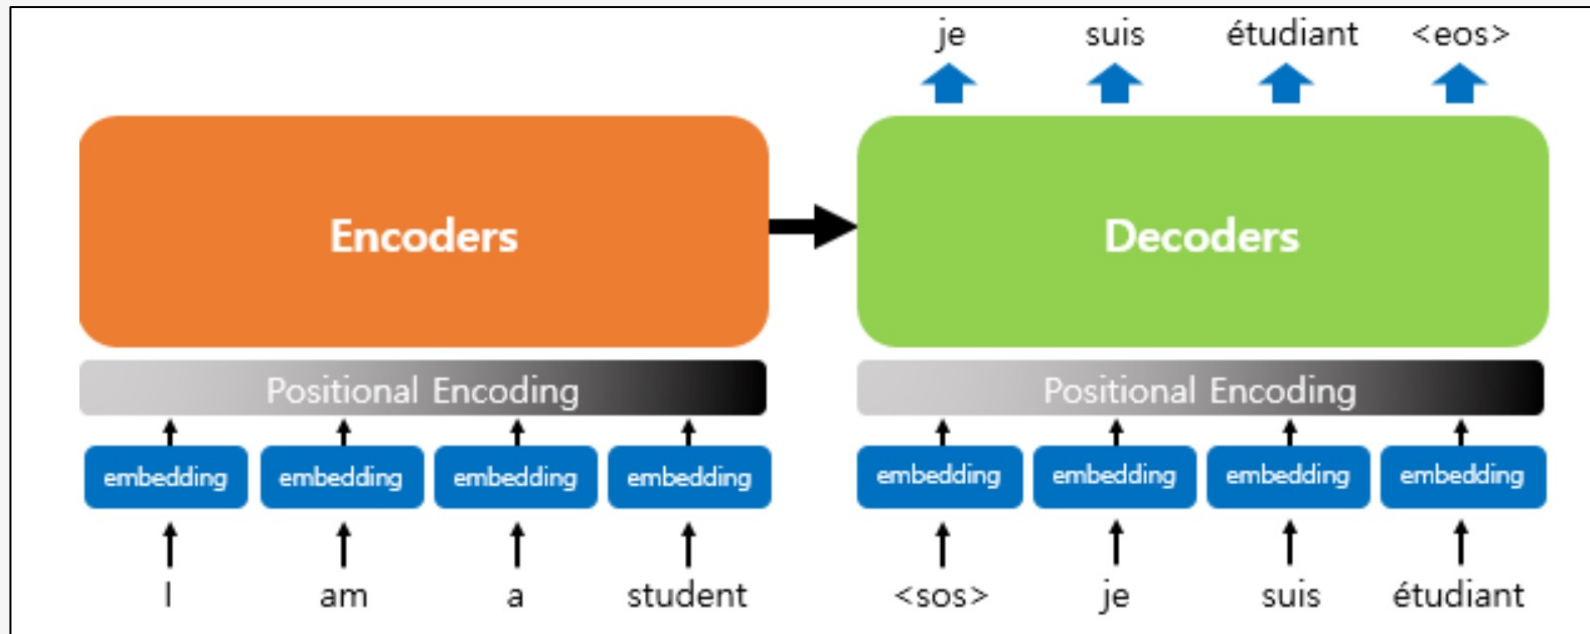 je suis étudiant <eos>
Encoders
Decoders
Positional Encoding
Positional Encoding
embedding embedding embedding embedding
embedding embedding embedding embedding
I am a student
<sos> je suis étudiant